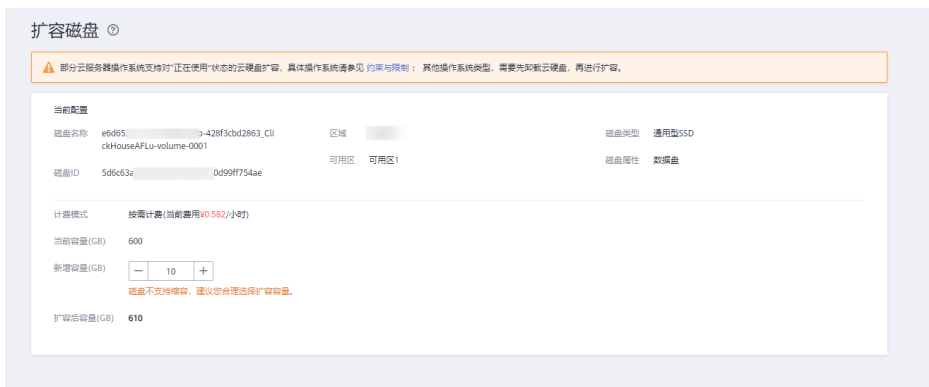 扩容磁盘 ?
部分云服务器操作系统支持对“正在使用”状态的云硬盘扩容，具体操作系统请参见 约束与限制 ； 其他操作系统类型，需要先卸载云硬盘，再进行扩容。
当前配置
磁盘名称 e6d65 -428f3cbd2863_Cli
ckHouseAFLu-volume-0001
区域
磁盘类型 通用型SSD
可用区 可用区1
磁盘属性 数据盘
磁盘ID 5d6c63a 0d99ff754ae
计费模式 按需计费(当前费用¥0.582/小时)
当前容量(GB) 600
新增容量(GB) － 10 ＋
磁盘不支持缩容，建议您合理选择扩容容量。
扩容后容量(GB) 610